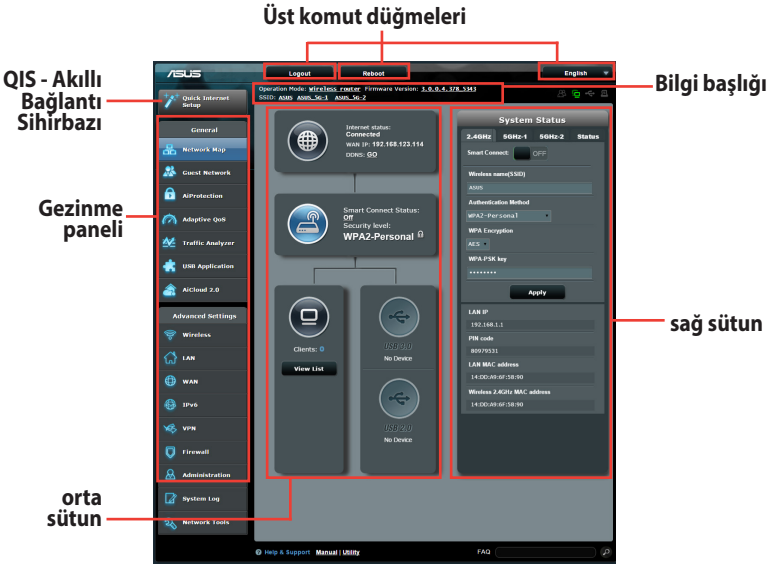 Üst komut düğmeleri
QIS - Akıllı
Bağlantı
Sihirbazı
Bilgi başlığı
Gezinme
paneli
sağ sütun
orta
sütun
ASUS
Logout
Reboot
English
Operation Mode: Wireless router Firmware Version: 3.0.0.4.378_5343
SSID: ASUS ASUS_5G-1 ASUS_5G-2
Quick Internet
Setup
General
Network Map
Guest Network
AiProtection
Adaptive QoS
Traffic Analyzer
USB Application
AiCloud 2.0
Advanced Settings
Wireless
LAN
WAN
IPv6
VPN
Firewall
Administration
System Log
Network Tools
Internet status:
Connected
WAN IP: 192.168.123.114
DDNS: GO
Smart Connect Status:
Off
Security level:
WPA2-Personal
Clients: 0
View List
USB 3.0
No Device
USB 2.0
No Device
System Status
2.4GHz 5GHz-1 5GHz-2 Status
Smart Connect: OFF
Wireless name(SSID)
ASUS
Authentication Method
WPA2-Personal
WPA Encryption
AES
WPA-PSK key
••••••••
Apply
LAN IP
192.168.1.1
PIN code
80979531
LAN MAC address
14:DD:A9:6F:58:90
Wireless 2.4GHz MAC address
14:DD:A9:6F:58:90
Help & Support Manual | Utility
FAQ